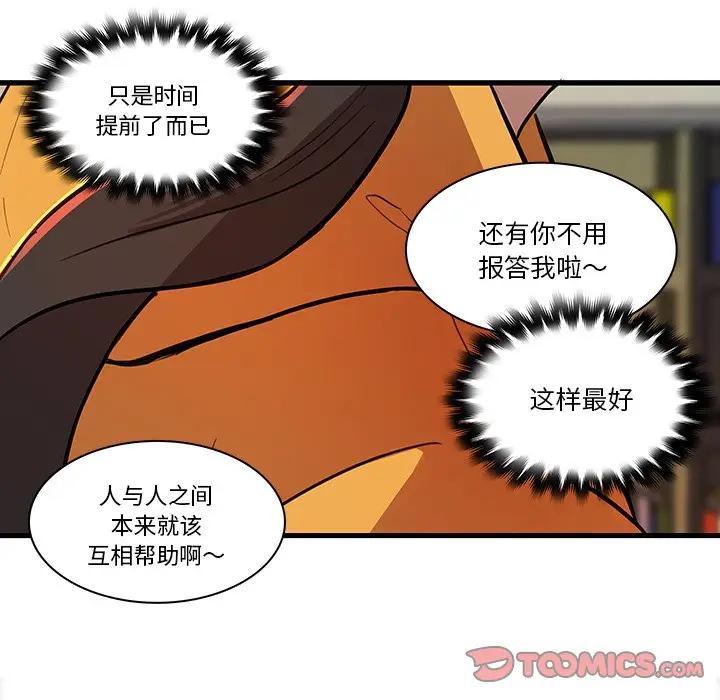 只是时间
提前了而已
还有你不用
报答我啦～
这样最好
人与人之间
本来就该
互相帮助啊～
TOOMICS.COM